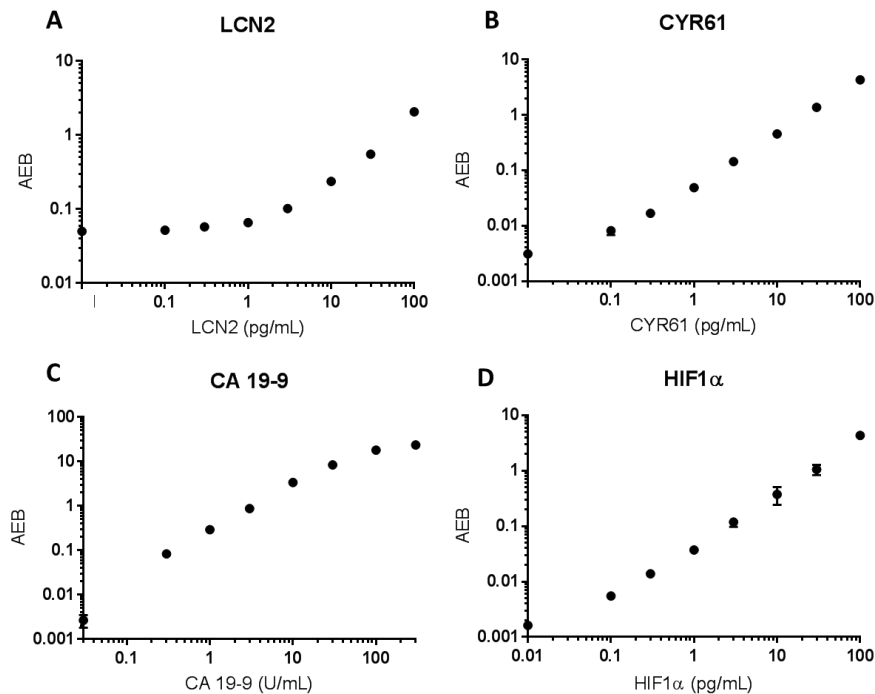 A
LCN2
10
1
0.1
0.01
AEB
0.1
1
10
100
LCN2 (pg/mL)
B
CYR61
10
1
0.1
0.01
0.001
AEB
0.1
1
10
100
CYR61 (pg/mL)
C
CA 19-9
100
10
1
0.1
0.01
0.001
AEB
0.1
1
10
100
CA 19-9 (U/mL)
D
HIF1α
10
1
0.1
0.01
0.001
AEB
0.01
0.1
1
10
100
HIF1α (pg/mL)